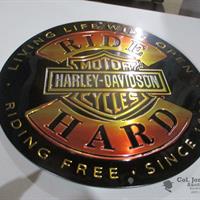 · LIVING LIFE WIDE OPEN
RIDE
MOTOR
HARLEY-DAVIDSON
CYCLES
HARD
RIDING FREE · SINCE
Col.